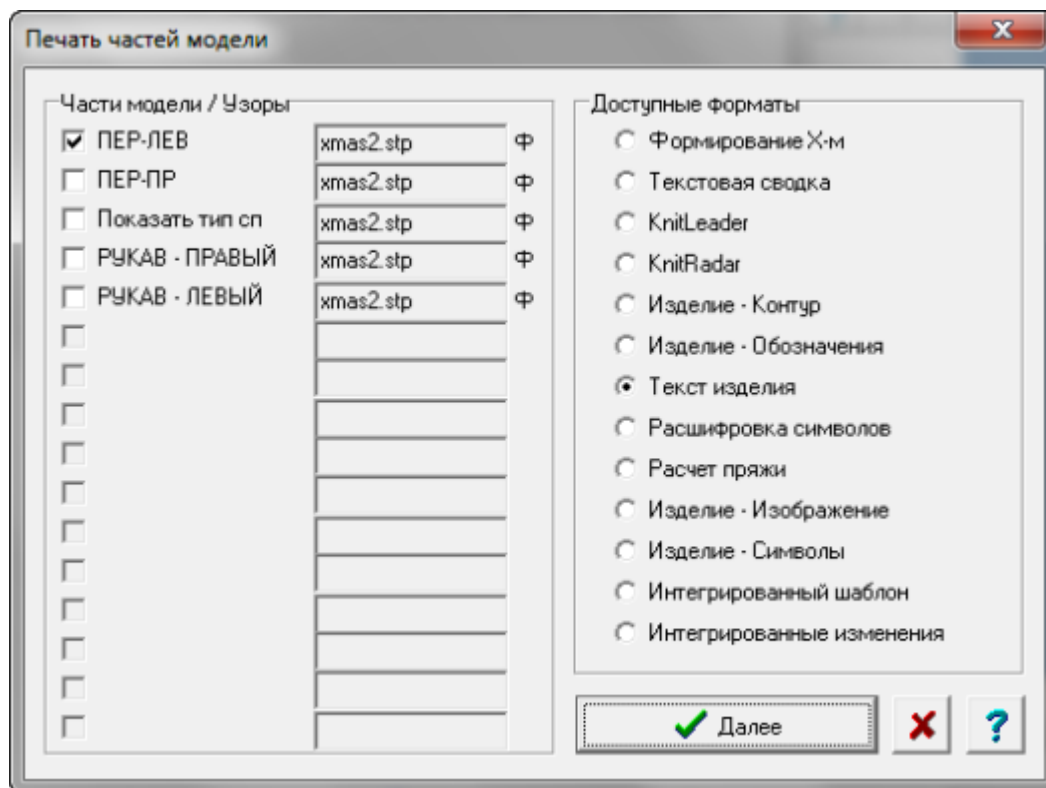 Печать частей модели
Части модели / Узоры
ПЕР-ЛЕВ xmas2.stp Ф
ПЕР-ПР xmas2.stp Ф
Показать тип сп xmas2.stp Ф
РУКАВ - ПРАВЫЙ xmas2.stp Ф
РУКАВ - ЛЕВЫЙ xmas2.stp Ф
Доступные форматы
Формирование Х-м
Текстовая сводка
KnitLeader
KnitRadar
Изделие - Контур
Изделие - Обозначения
Текст изделия
Расшифровка символов
Расчет пряжи
Изделие - Изображение
Изделие - Символы
Интегрированный шаблон
Интегрированные изменения
Далее
?